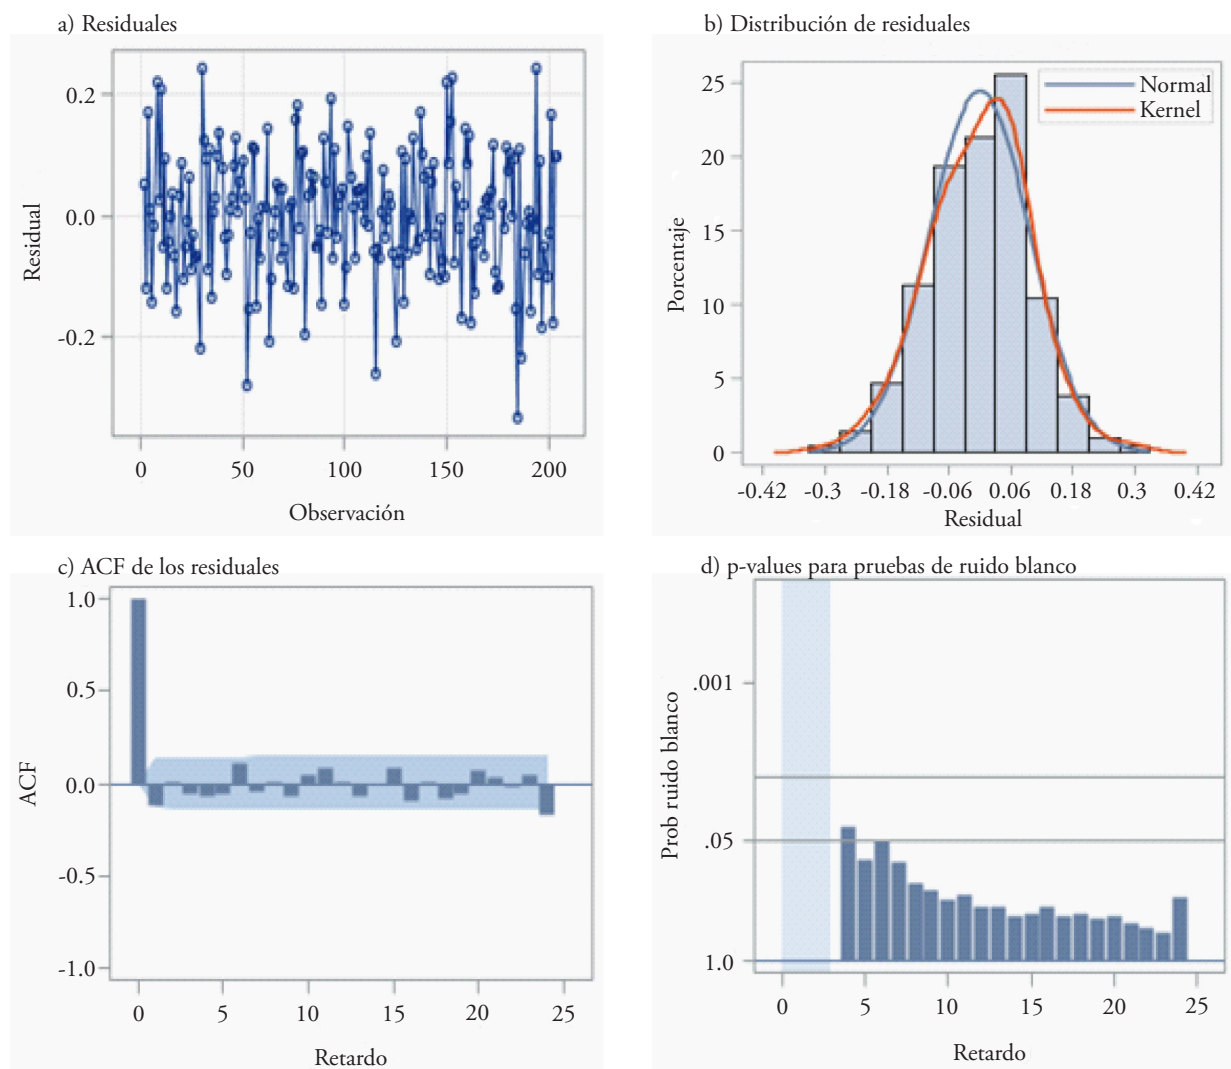 a) Residuales
0.2
0.0
-0.2
Residual
0 50 100 150 200
Observación
b) Distribución de residuales
Normal
Kernel
25
20
15
10
5
0
Porcentaje
-0.42 -0.3 -0.18 -0.06 0.06 0.18 0.3 0.42
Residual
c) ACF de los residuales
1.0
0.5
0.0
-0.5
-1.0
ACF
0 5 10 15 20 25
Retardo
d) p-values para pruebas de ruido blanco
.001
.05
1.0
Prob ruido blanco
0 5 10 15 20 25
Retardo